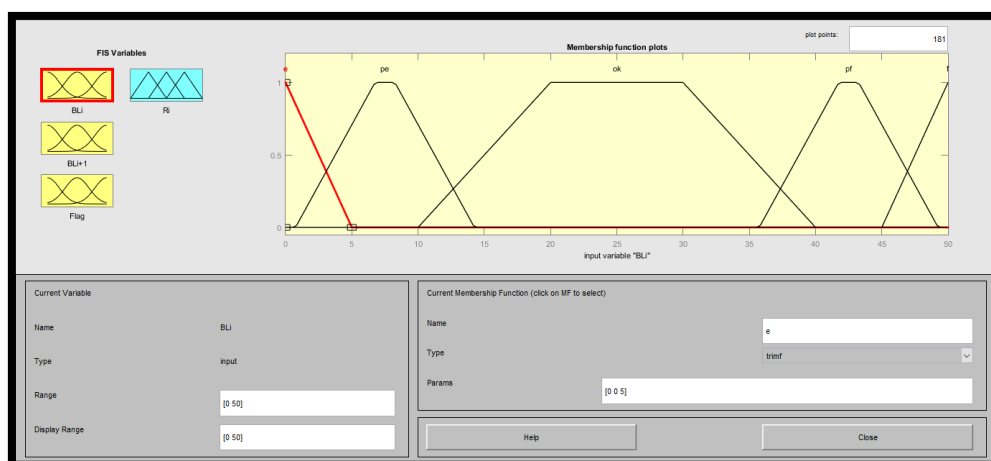 FIS Variables
BLi
Ri
BLi+1
Flag
plot points:
181
Membership function plots
e
pe
ok
pf
f
1
0.5
0
0
5
10
15
20
25
30
35
40
45
50
input variable "BLi"
Current Variable
Name
BLi
Type
input
Range
[0 50]
Display Range
[0 50]
Current Membership Function (click on MF to select)
Name
e
Type
trimf
Params
[0 0 5]
Help
Close